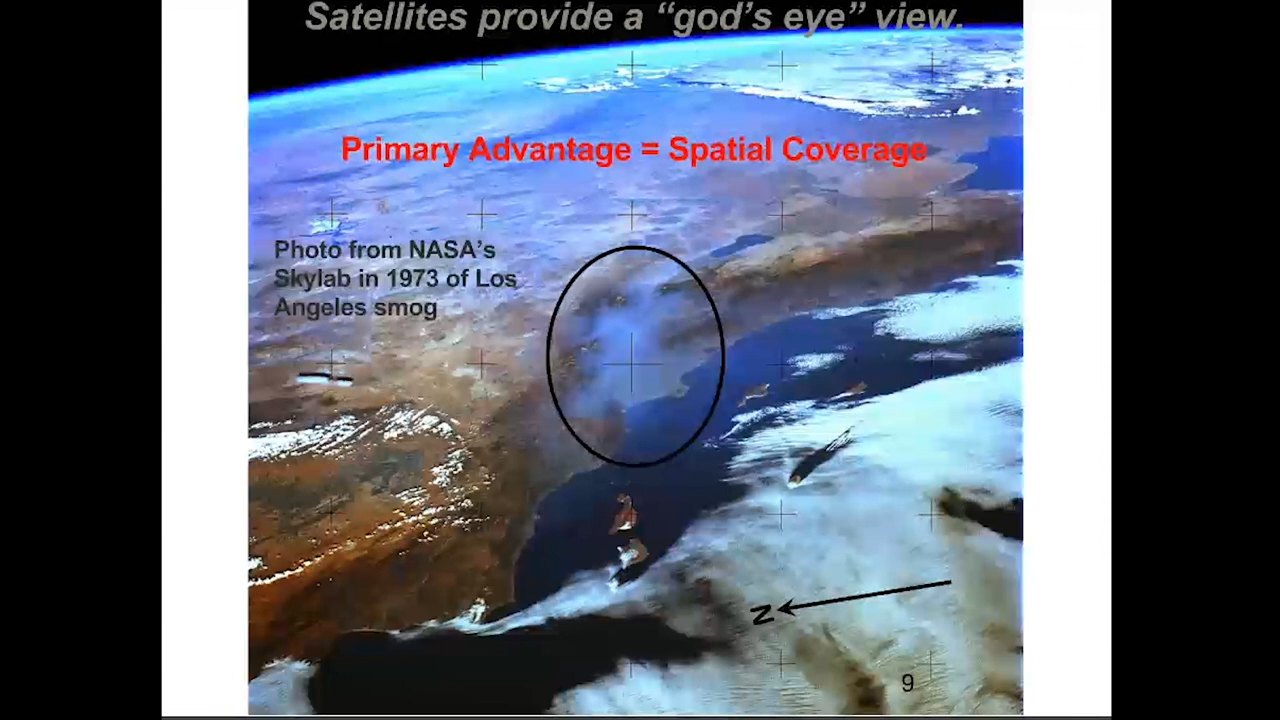 Satellites provide a “god’s eye” view.
Primary Advantage = Spatial Coverage
Photo from NASA’s
Skylab in 1973 of Los
Angeles smog
N
9